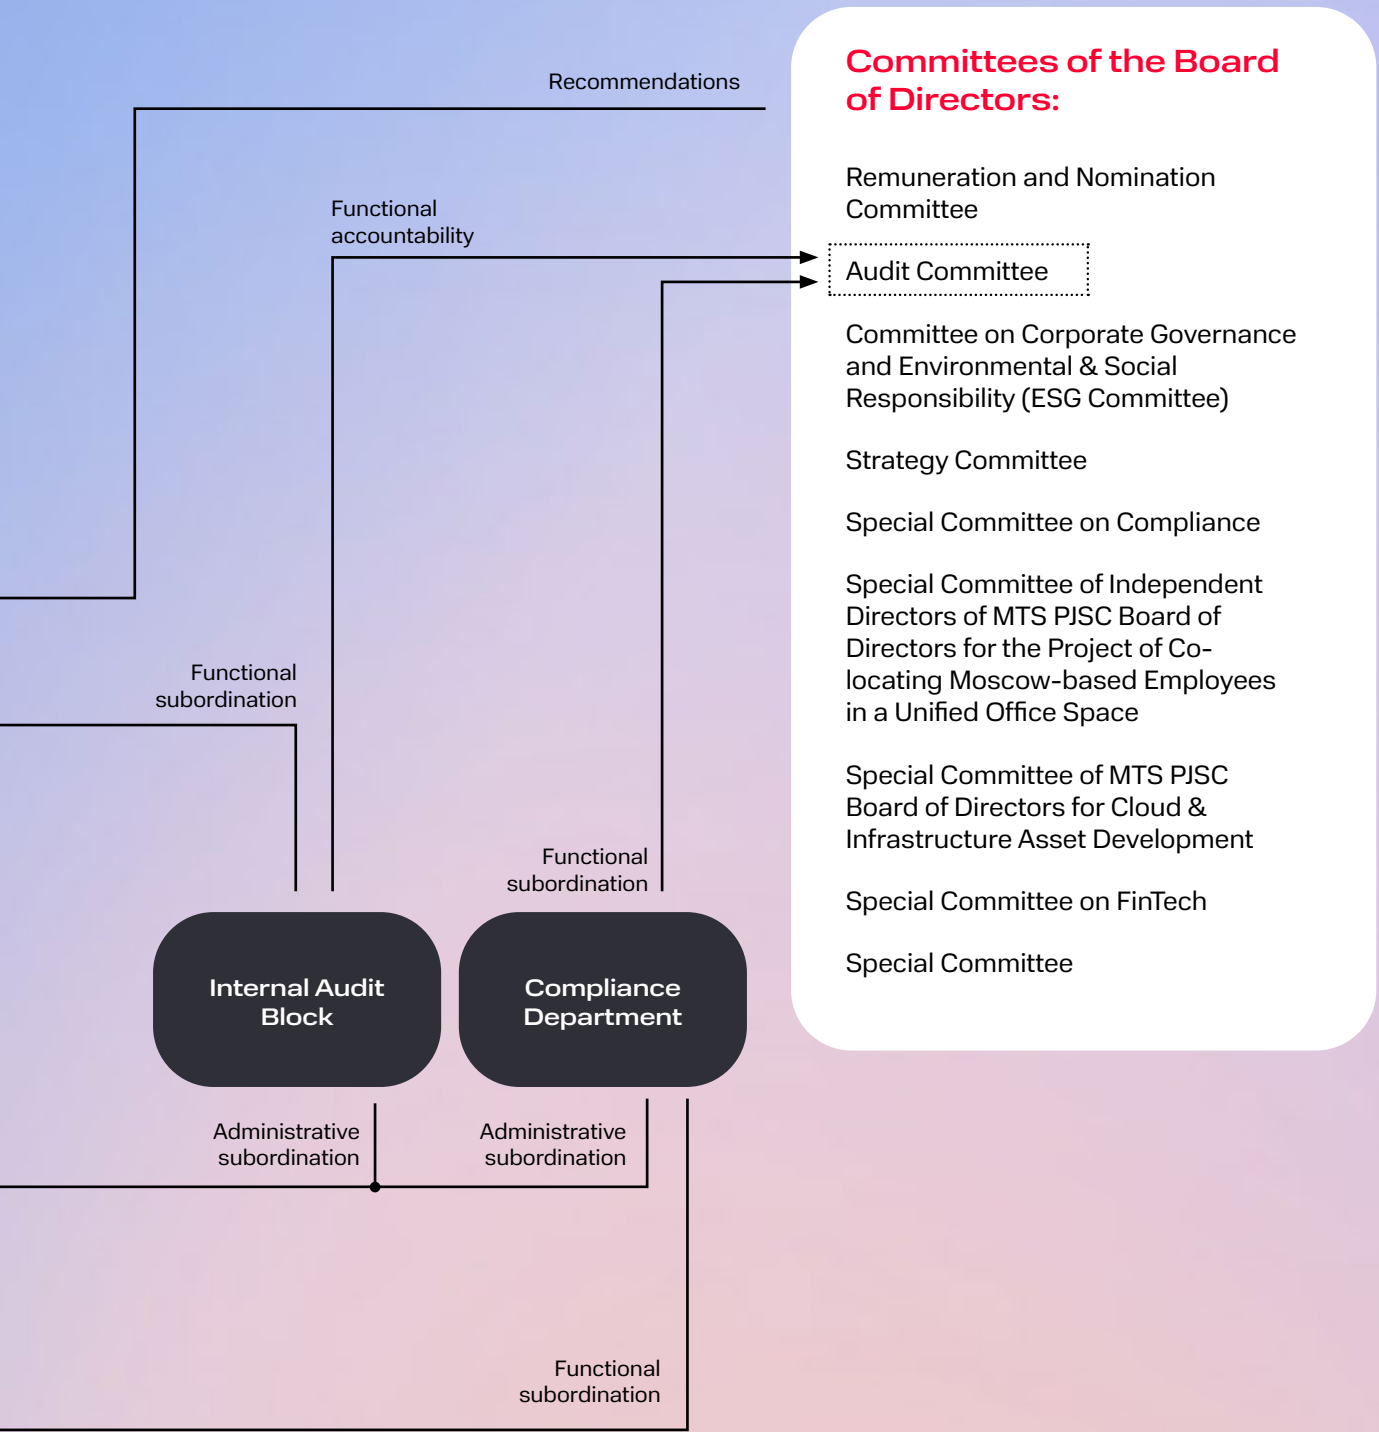 Recommendations
Functional
accountability
Functional
subordination
Functional
subordination
Internal Audit
Block
Compliance
Department
Administrative
subordination
Administrative
subordination
Functional
subordination
Committees of the Board
of Directors:
Remuneration and Nomination
Committee
Audit Committee
Committee on Corporate Governance
and Environmental & Social
Responsibility (ESG Committee)
Strategy Committee
Special Committee on Compliance
Special Committee of Independent
Directors of MTS PJSC Board of
Directors for the Project of Co-
locating Moscow-based Employees
in a Unified Office Space
Special Committee of MTS PJSC
Board of Directors for Cloud &
Infrastructure Asset Development
Special Committee on FinTech
Special Committee